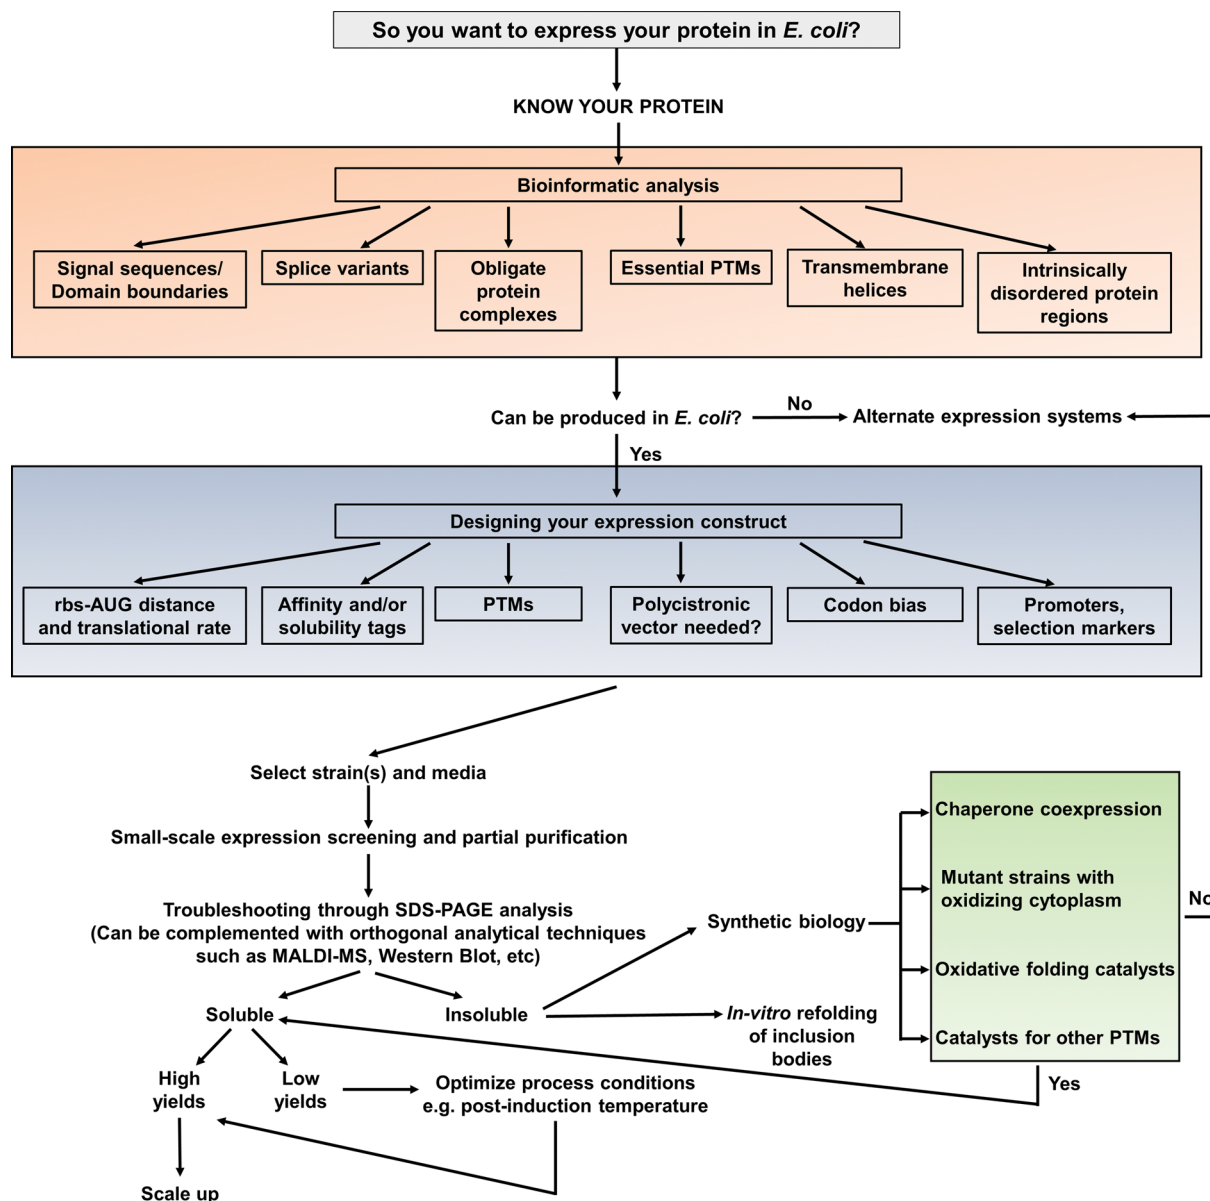 So you want to express your protein in E. coli?
KNOW YOUR PROTEIN
Bioinformatic analysis
Signal sequences/
Domain boundaries
Splice variants
Obligate
protein
complexes
Essential PTMs
Transmembrane
helices
Intrinsically
disordered protein
regions
Can be produced in E. coli?
No
Alternate expression systems
Yes
Designing your expression construct
rbs-AUG distance
and translational rate
Affinity and/or
solubility tags
PTMs
Polycistronic
vector needed?
Codon bias
Promoters,
selection markers
Select strain(s) and media
Small-scale expression screening and partial purification
Troubleshooting through SDS-PAGE analysis
(Can be complemented with orthogonal analytical techniques
such as MALDI-MS, Western Blot, etc)
Soluble
Insoluble
High
yields
Low
yields
Optimize process conditions
e.g. post-induction temperature
Scale up
Synthetic biology
In-vitro refolding
of inclusion
bodies
Chaperone coexpression
Mutant strains with
oxidizing cytoplasm
Oxidative folding catalysts
Catalysts for other PTMs
No
Yes